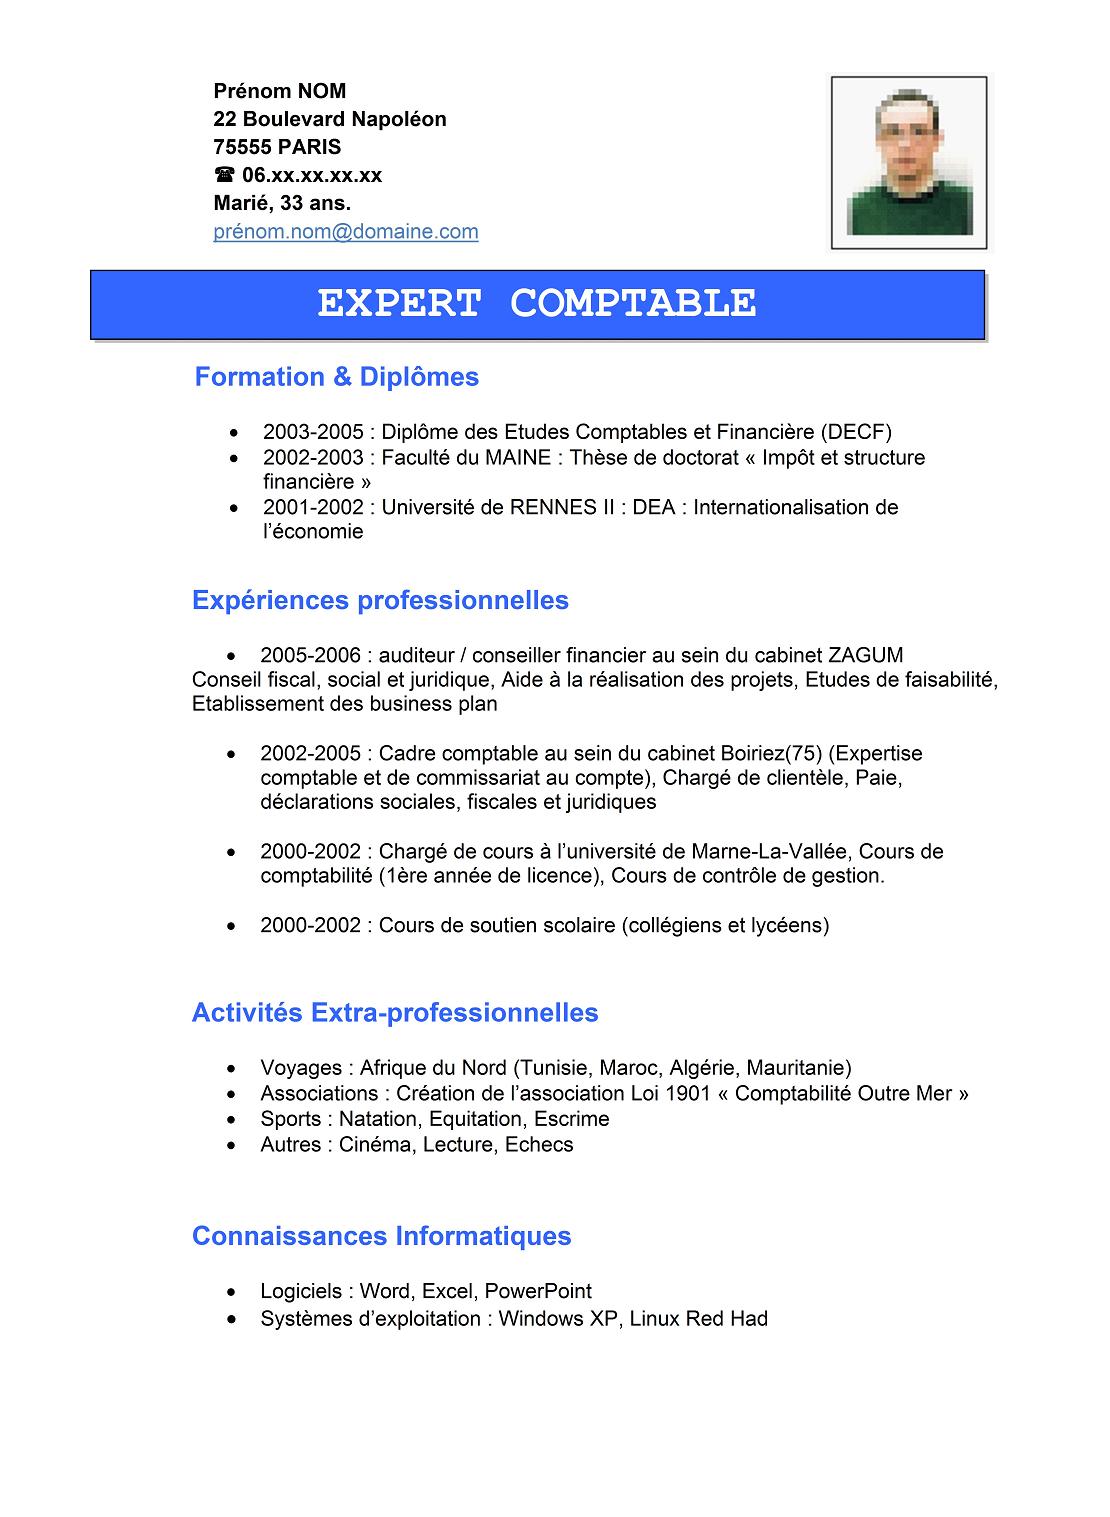 Prénom NOM
22 Boulevard Napoléon
75555 PARIS
☎ 06.xx.xx.xx.xx
Marié, 33 ans.
prénom.nom@domaine.com
EXPERT COMPTABLE
Formation & Diplômes
• 2003-2005 : Diplôme des Etudes Comptables et Financière (DECF)
• 2002-2003 : Faculté du MAINE : Thèse de doctorat « Impôt et structure
financière »
• 2001-2002 : Université de RENNES II : DEA : Internationalisation de
l’économie
Expériences professionnelles
• 2005-2006 : auditeur / conseiller financier au sein du cabinet ZAGUM
Conseil fiscal, social et juridique, Aide à la réalisation des projets, Etudes de faisabilité,
Etablissement des business plan
• 2002-2005 : Cadre comptable au sein du cabinet Boiriez(75) (Expertise
comptable et de commissariat au compte), Chargé de clientèle, Paie,
déclarations sociales, fiscales et juridiques
• 2000-2002 : Chargé de cours à l’université de Marne-La-Vallée, Cours de
comptabilité (1ère année de licence), Cours de contrôle de gestion.
• 2000-2002 : Cours de soutien scolaire (collégiens et lycéens)
Activités Extra-professionnelles
• Voyages : Afrique du Nord (Tunisie, Maroc, Algérie, Mauritanie)
• Associations : Création de l’association Loi 1901 « Comptabilité Outre Mer »
• Sports : Natation, Equitation, Escrime
• Autres : Cinéma, Lecture, Echecs
Connaissances Informatiques
• Logiciels : Word, Excel, PowerPoint
• Systèmes d’exploitation : Windows XP, Linux Red Had